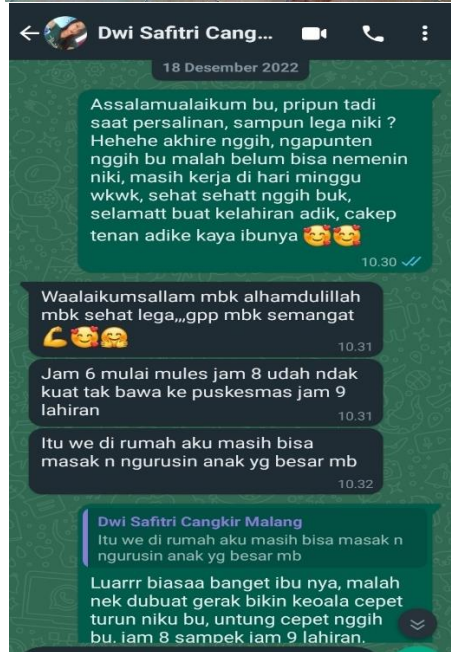 Dwi Safitri Cang...
18 Desember 2022
Assalamualaikum bu, pripun tadi
saat persalinan, sampun lega niki ?
Hehehe akhire nggih, ngapunten
nggih bu malah belum bisa nemenin
niki, masih kerja di hari minggu
wkwk, sehat sehatt nggih buk,
selamatt buat kelahiran adik, cakep
tenan adike kaya ibunya 🥰🥰
10.30
Waalaikumsallam mbk alhamdulillah
mbk sehat lega,,,gpp mbk semangat
💪🥰🤗
10.31
Jam 6 mulai mules jam 8 udah ndak
kuat tak bawa ke puskesmas jam 9
lahiran
10.31
Itu we di rumah aku masih bisa
masak n ngurusin anak yg besar mb
10.32
Dwi Safitri Cangkir Malang
Itu we di rumah aku masih bisa masak n
ngurusin anak yg besar mb
Luarrr biasaa banget ibu nya, malah
nek dubuat gerak bikin keoala cepet
turun niku bu, untung cepet nggih
bu, jam 8 sampek jam 9 lahiran,